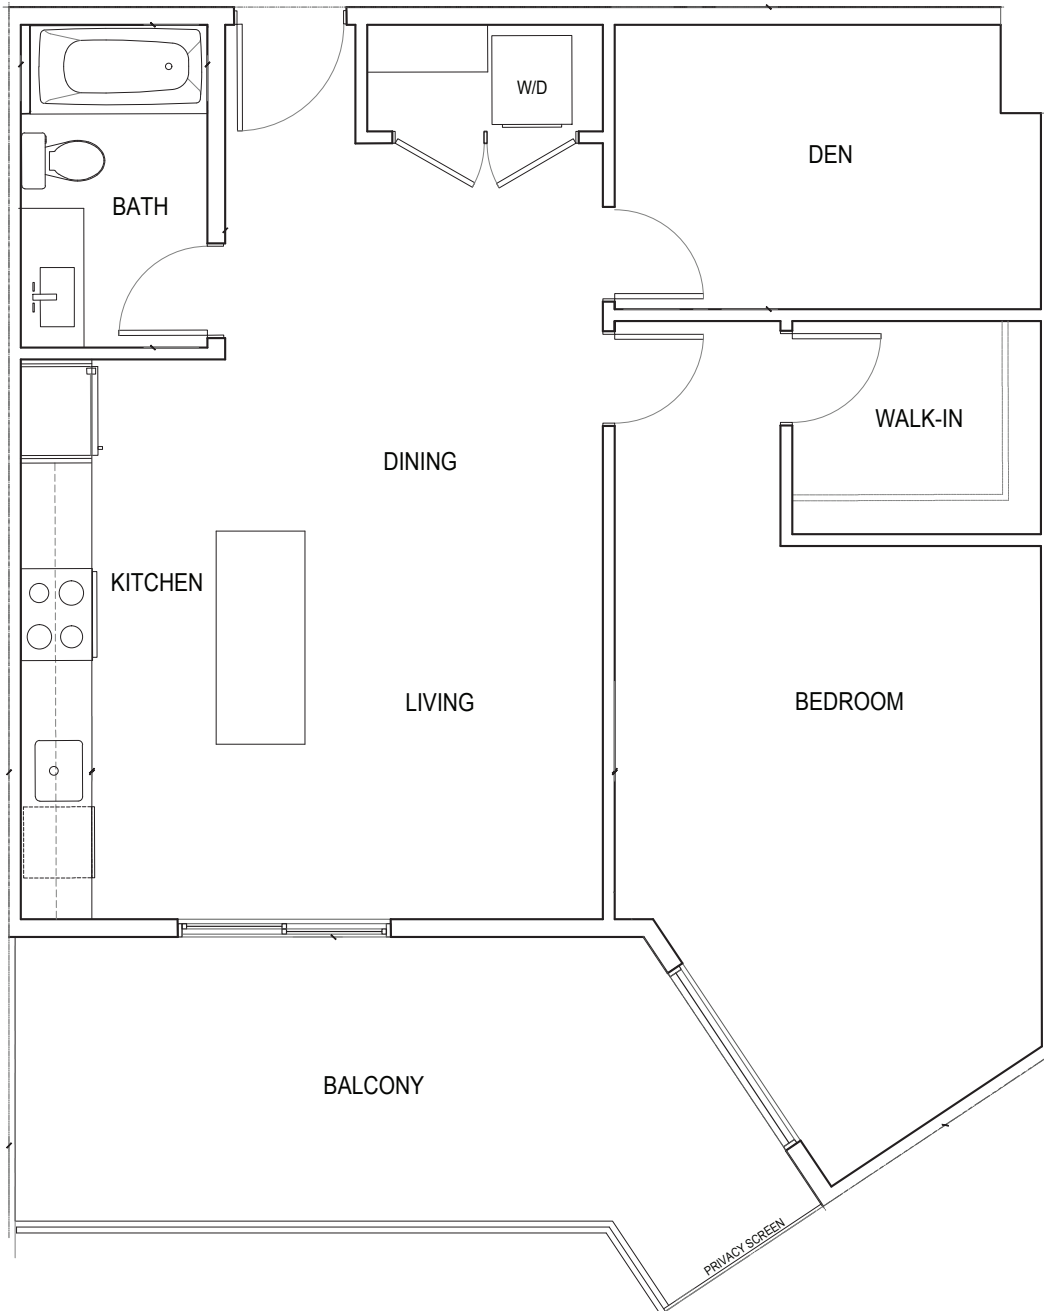 W/D
DEN
BATH
WALK-IN
DINING
KITCHEN
LIVING
BEDROOM
BALCONY
PRIVACY SCREEN